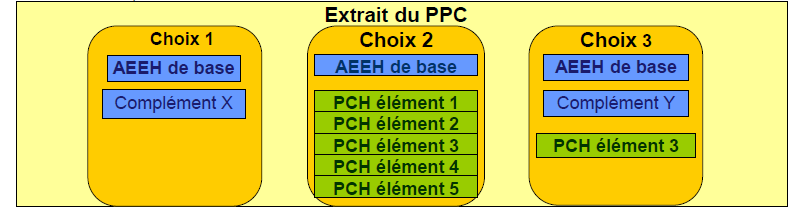 Extrait du PPC
Choix 1
AEEH de base
Complément X
Choix 2
AEEH de base
PCH élément 1
PCH élément 2
PCH élément 3
PCH élément 4
PCH élément 5
Choix 3
AEEH de base
Complément Y
PCH élément 3